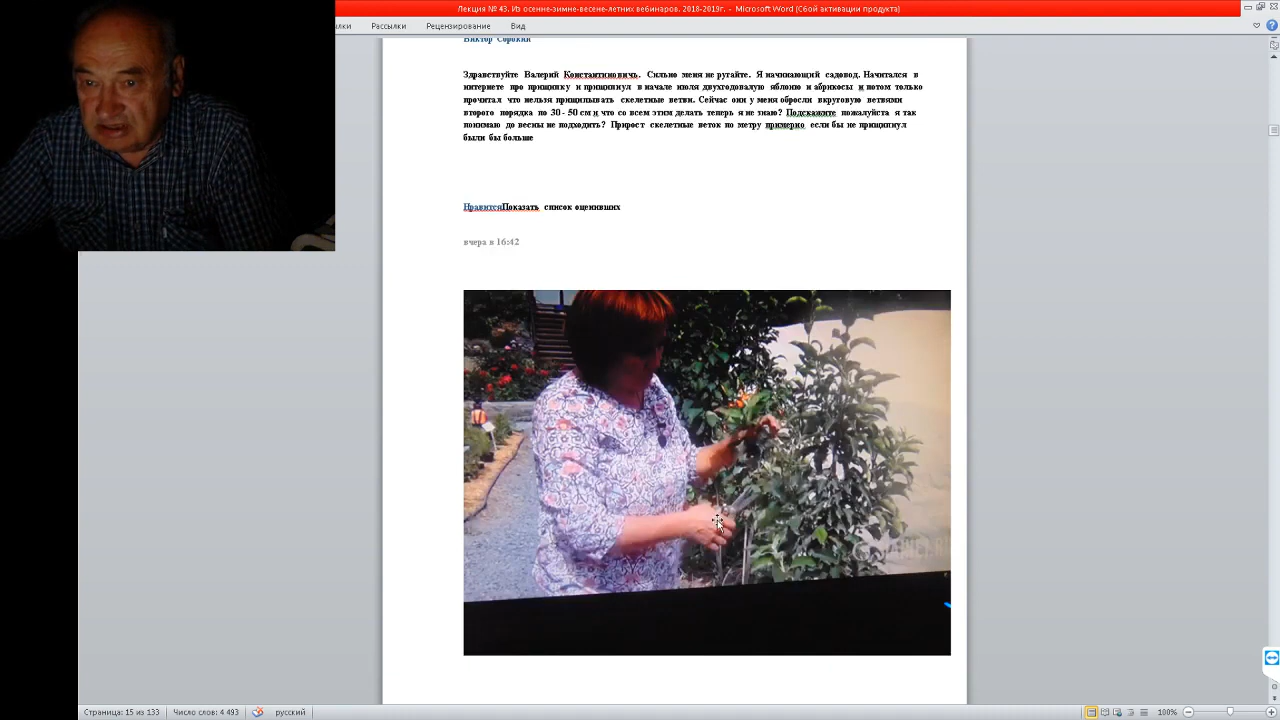 Лекция № 43. Из осенне-зимне-весене-летних вебинаров. 2018-2019г. - Microsoft Word (Сбой активации продукта)
Рассылки Рецензирование Вид
Виктор Сорокин
Здравствуйте Валерий Константиновичь. Сильно меня не ругайте. Я начинающий садовод. Начитался в
интернете про прищипку и прищипнул в начале июля двухгодовалую яблоню и абрикосы и потом только
прочитал что нельзя прищипывать скелетные ветви. Сейчас они у меня обросли вкруговую ветвями
второго порядка по 30 - 50 см и что со всем этим делать теперь я не знаю? Подскажите пожалуйста я так
понимаю до весны не подходить? Прирост скелетные веток по метру примерно если бы не прищипнул
были бы больше
НравитсяПоказать список оценивших
вчера в 16:42
Страница: 15 из 133 Число слов: 4 493 русский 100%